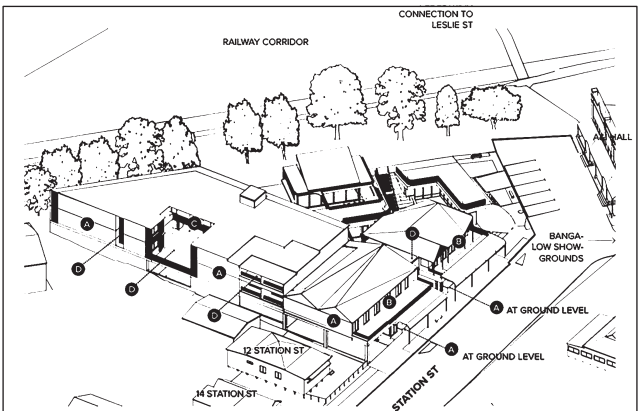 CONNECTION TO
LESLIE ST
RAILWAY CORRIDOR
HALL
A
C
D
B
BANGA-
LOW SHOW-
GROUNDS
A
D
D
A
B
A AT GROUND LEVEL
D
A
A AT GROUND LEVEL
12 STATION ST
14 STATION ST
STATION ST